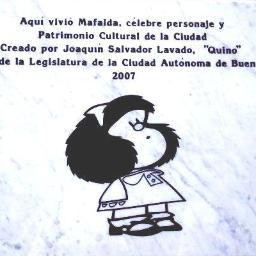 Aquí vivió Mafalda, célebre personaje y
Patrimonio Cultural de la Ciudad
Creado por Joaquín Salvador Lavado, "Quino"
de la Legislatura de la Ciudad Autónoma de Buen
2007